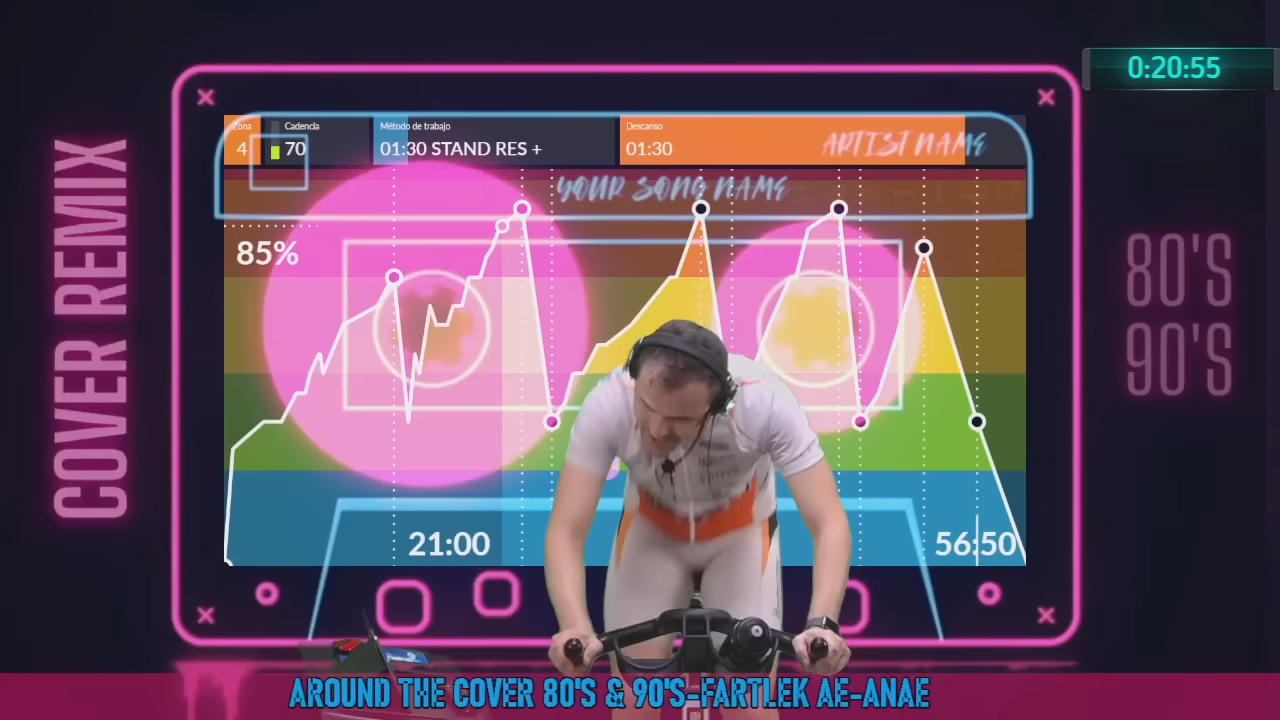 0:20:55
Zona
4
Cadencia
70
Método de trabajo
01:30 STAND RES +
Descanso
01:30
ARTIST NAME
YOUR SONG NAME
85%
COVER REMIX
80'S
90'S
21:00
56:50
AROUND THE COVER 80'S & 90'S-FARTLEK AE-ANAE